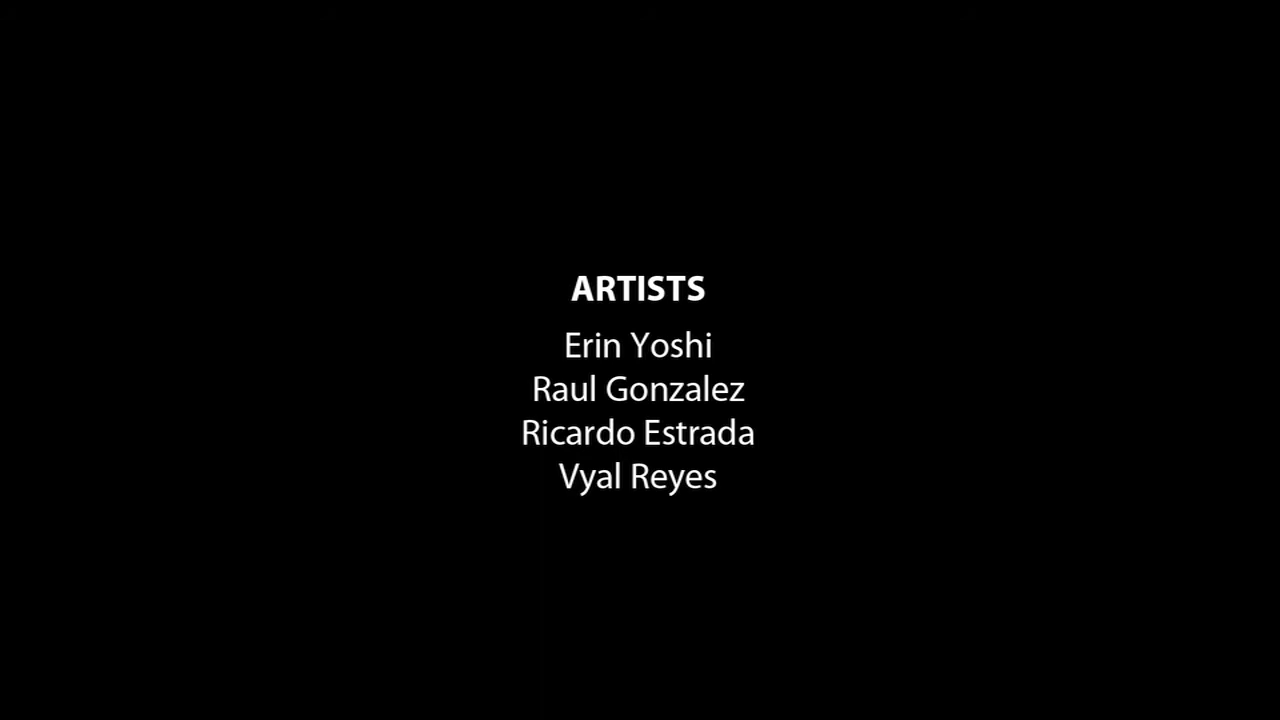 ARTISTS
Erin Yoshi
Raul Gonzalez
Ricardo Estrada
Vyal Reyes